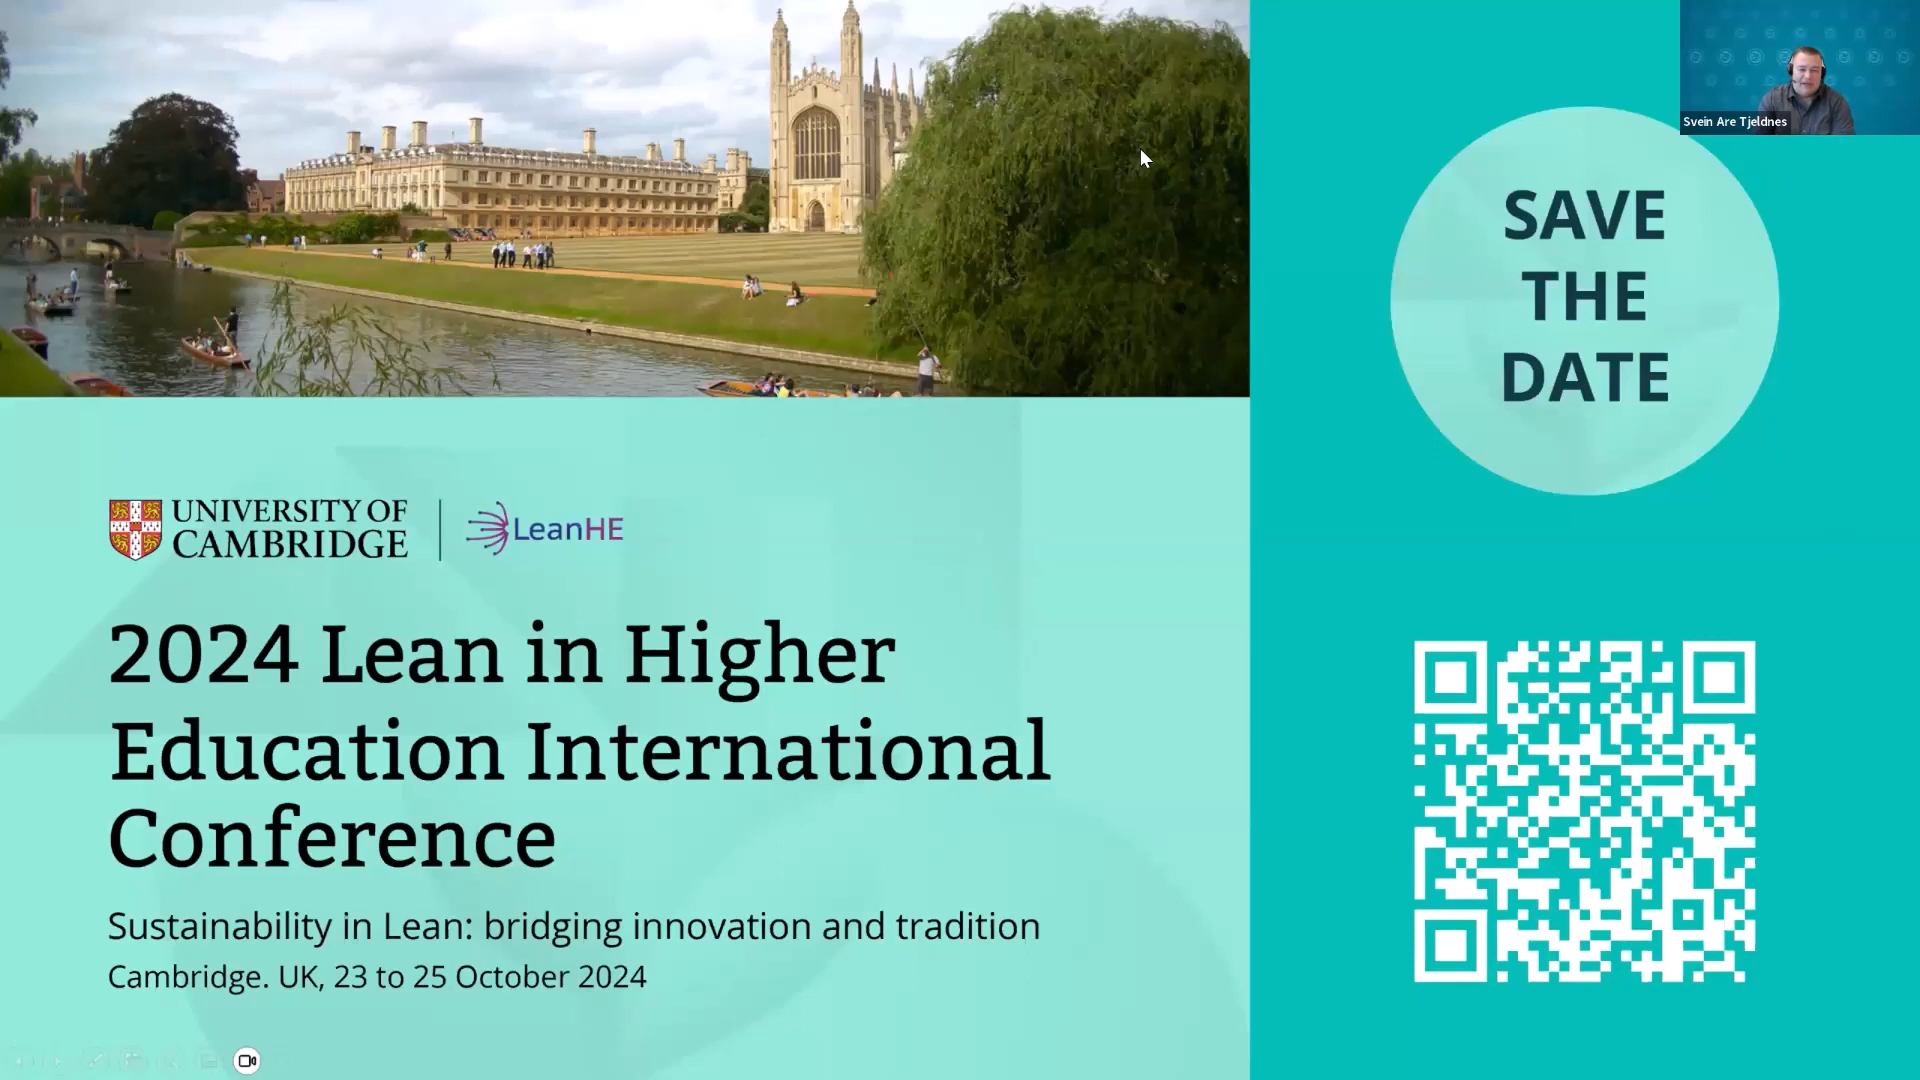 Svein Are Tjeldnes
SAVE
THE
DATE
UNIVERSITY OF
CAMBRIDGE
LeanHE
2024 Lean in Higher
Education International
Conference
Sustainability in Lean: bridging innovation and tradition
Cambridge. UK, 23 to 25 October 2024